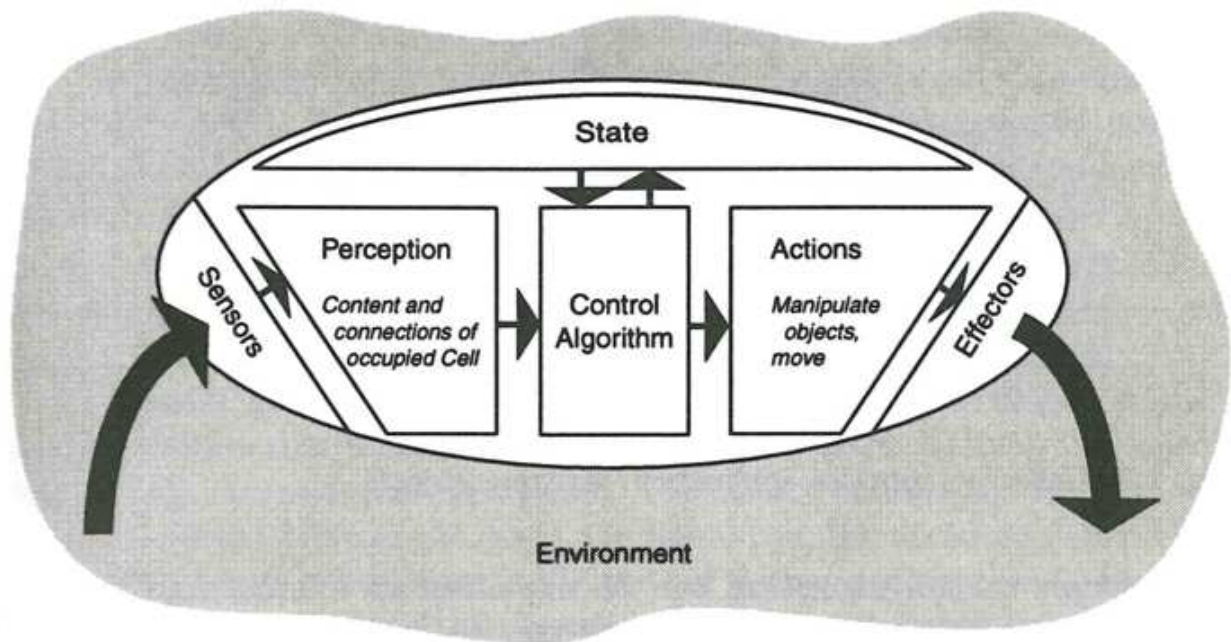 State
Sensors
Perception
Content and
connections of
occupied Cell
Control
Algorithm
Actions
Manipulate
objects,
move
Effectors
Environment